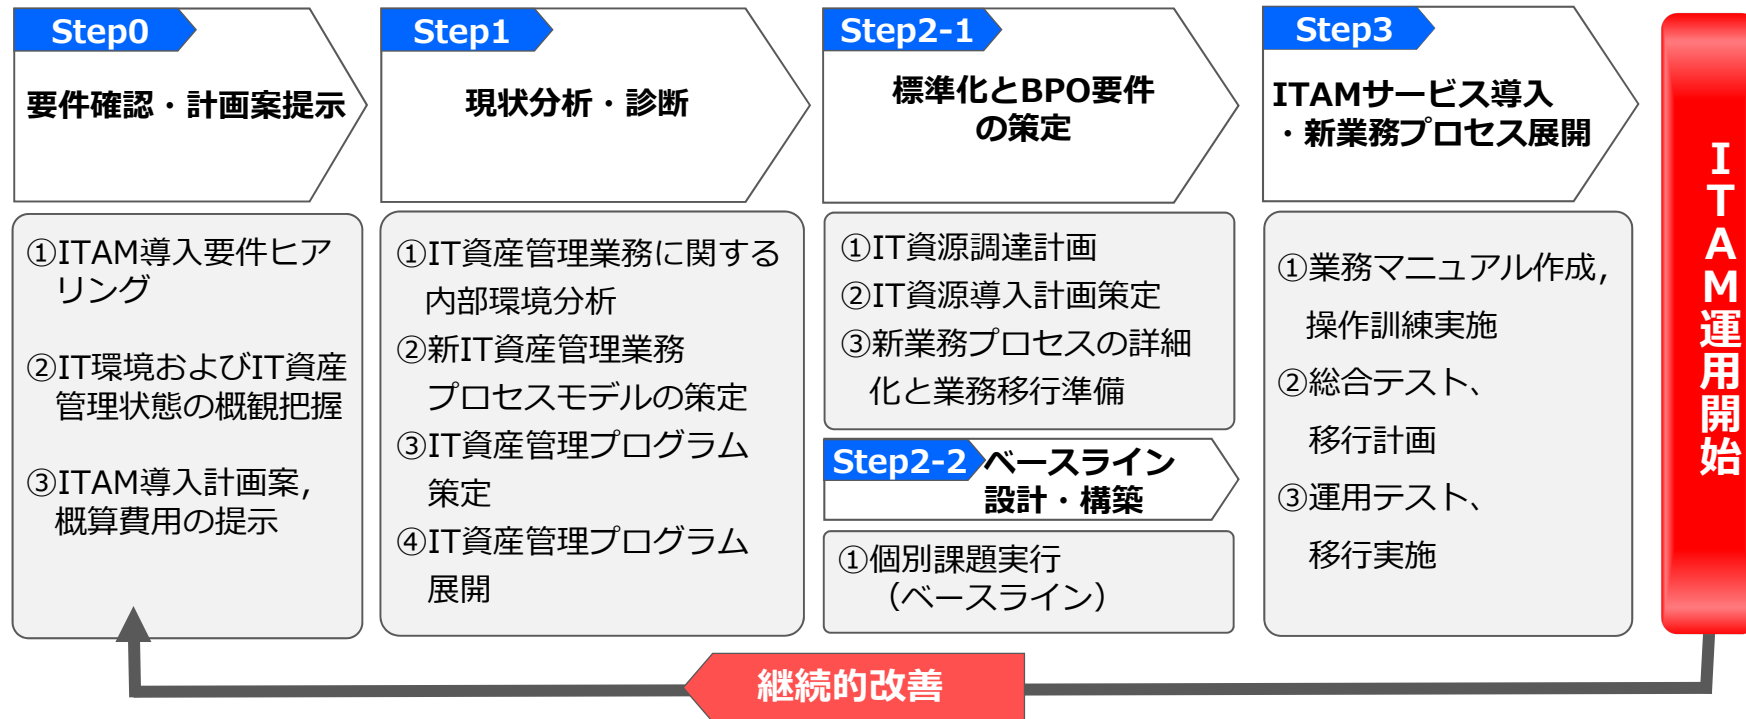 Step0
要件確認・計画案提示
①ITAM導入要件ヒア
リング
②IT環境およびIT資産
管理状態の概観把握
③ITAM導入計画案,
概算費用の提示
Step1
現状分析・診断
①IT資産管理業務に関する
内部環境分析
②新IT資産管理業務
プロセスモデルの策定
③IT資産管理プログラム
策定
④IT資産管理プログラム
展開
Step2-1
標準化とBPO要件
の策定
①IT資源調達計画
②IT資源導入計画策定
③新業務プロセスの詳細
化と業務移行準備
Step2-2
ベースライン
設計・構築
①個別課題実行
（ベースライン）
Step3
ITAMサービス導入
・新業務プロセス展開
①業務マニュアル作成,
操作訓練実施
②総合テスト、
移行計画
③運用テスト、
移行実施
ITAM運用開始
継続的改善